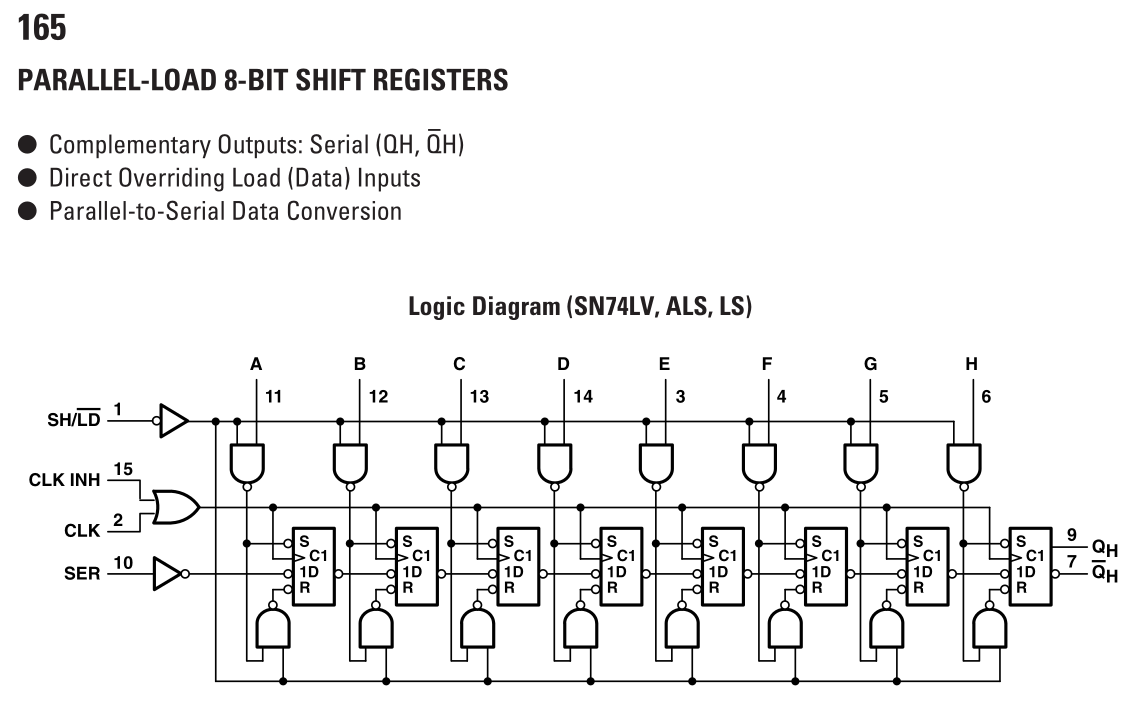 165
PARALLEL-LOAD 8-BIT SHIFT REGISTERS
● Complementary Outputs: Serial (QH, Q̅H)
● Direct Overriding Load (Data) Inputs
● Parallel-to-Serial Data Conversion
Logic Diagram (SN74LV, ALS, LS)
A B C D E F G H
11 12 13 14 3 4 5 6
SH/L̅D̅ 1
CLK INH 15
CLK 2
SER 10
S S S S S S S S
C1 C1 C1 C1 C1 C1 C1 C1
1D 1D 1D 1D 1D 1D 1D 1D
R R R R R R R R
9 QH
7 Q̅H